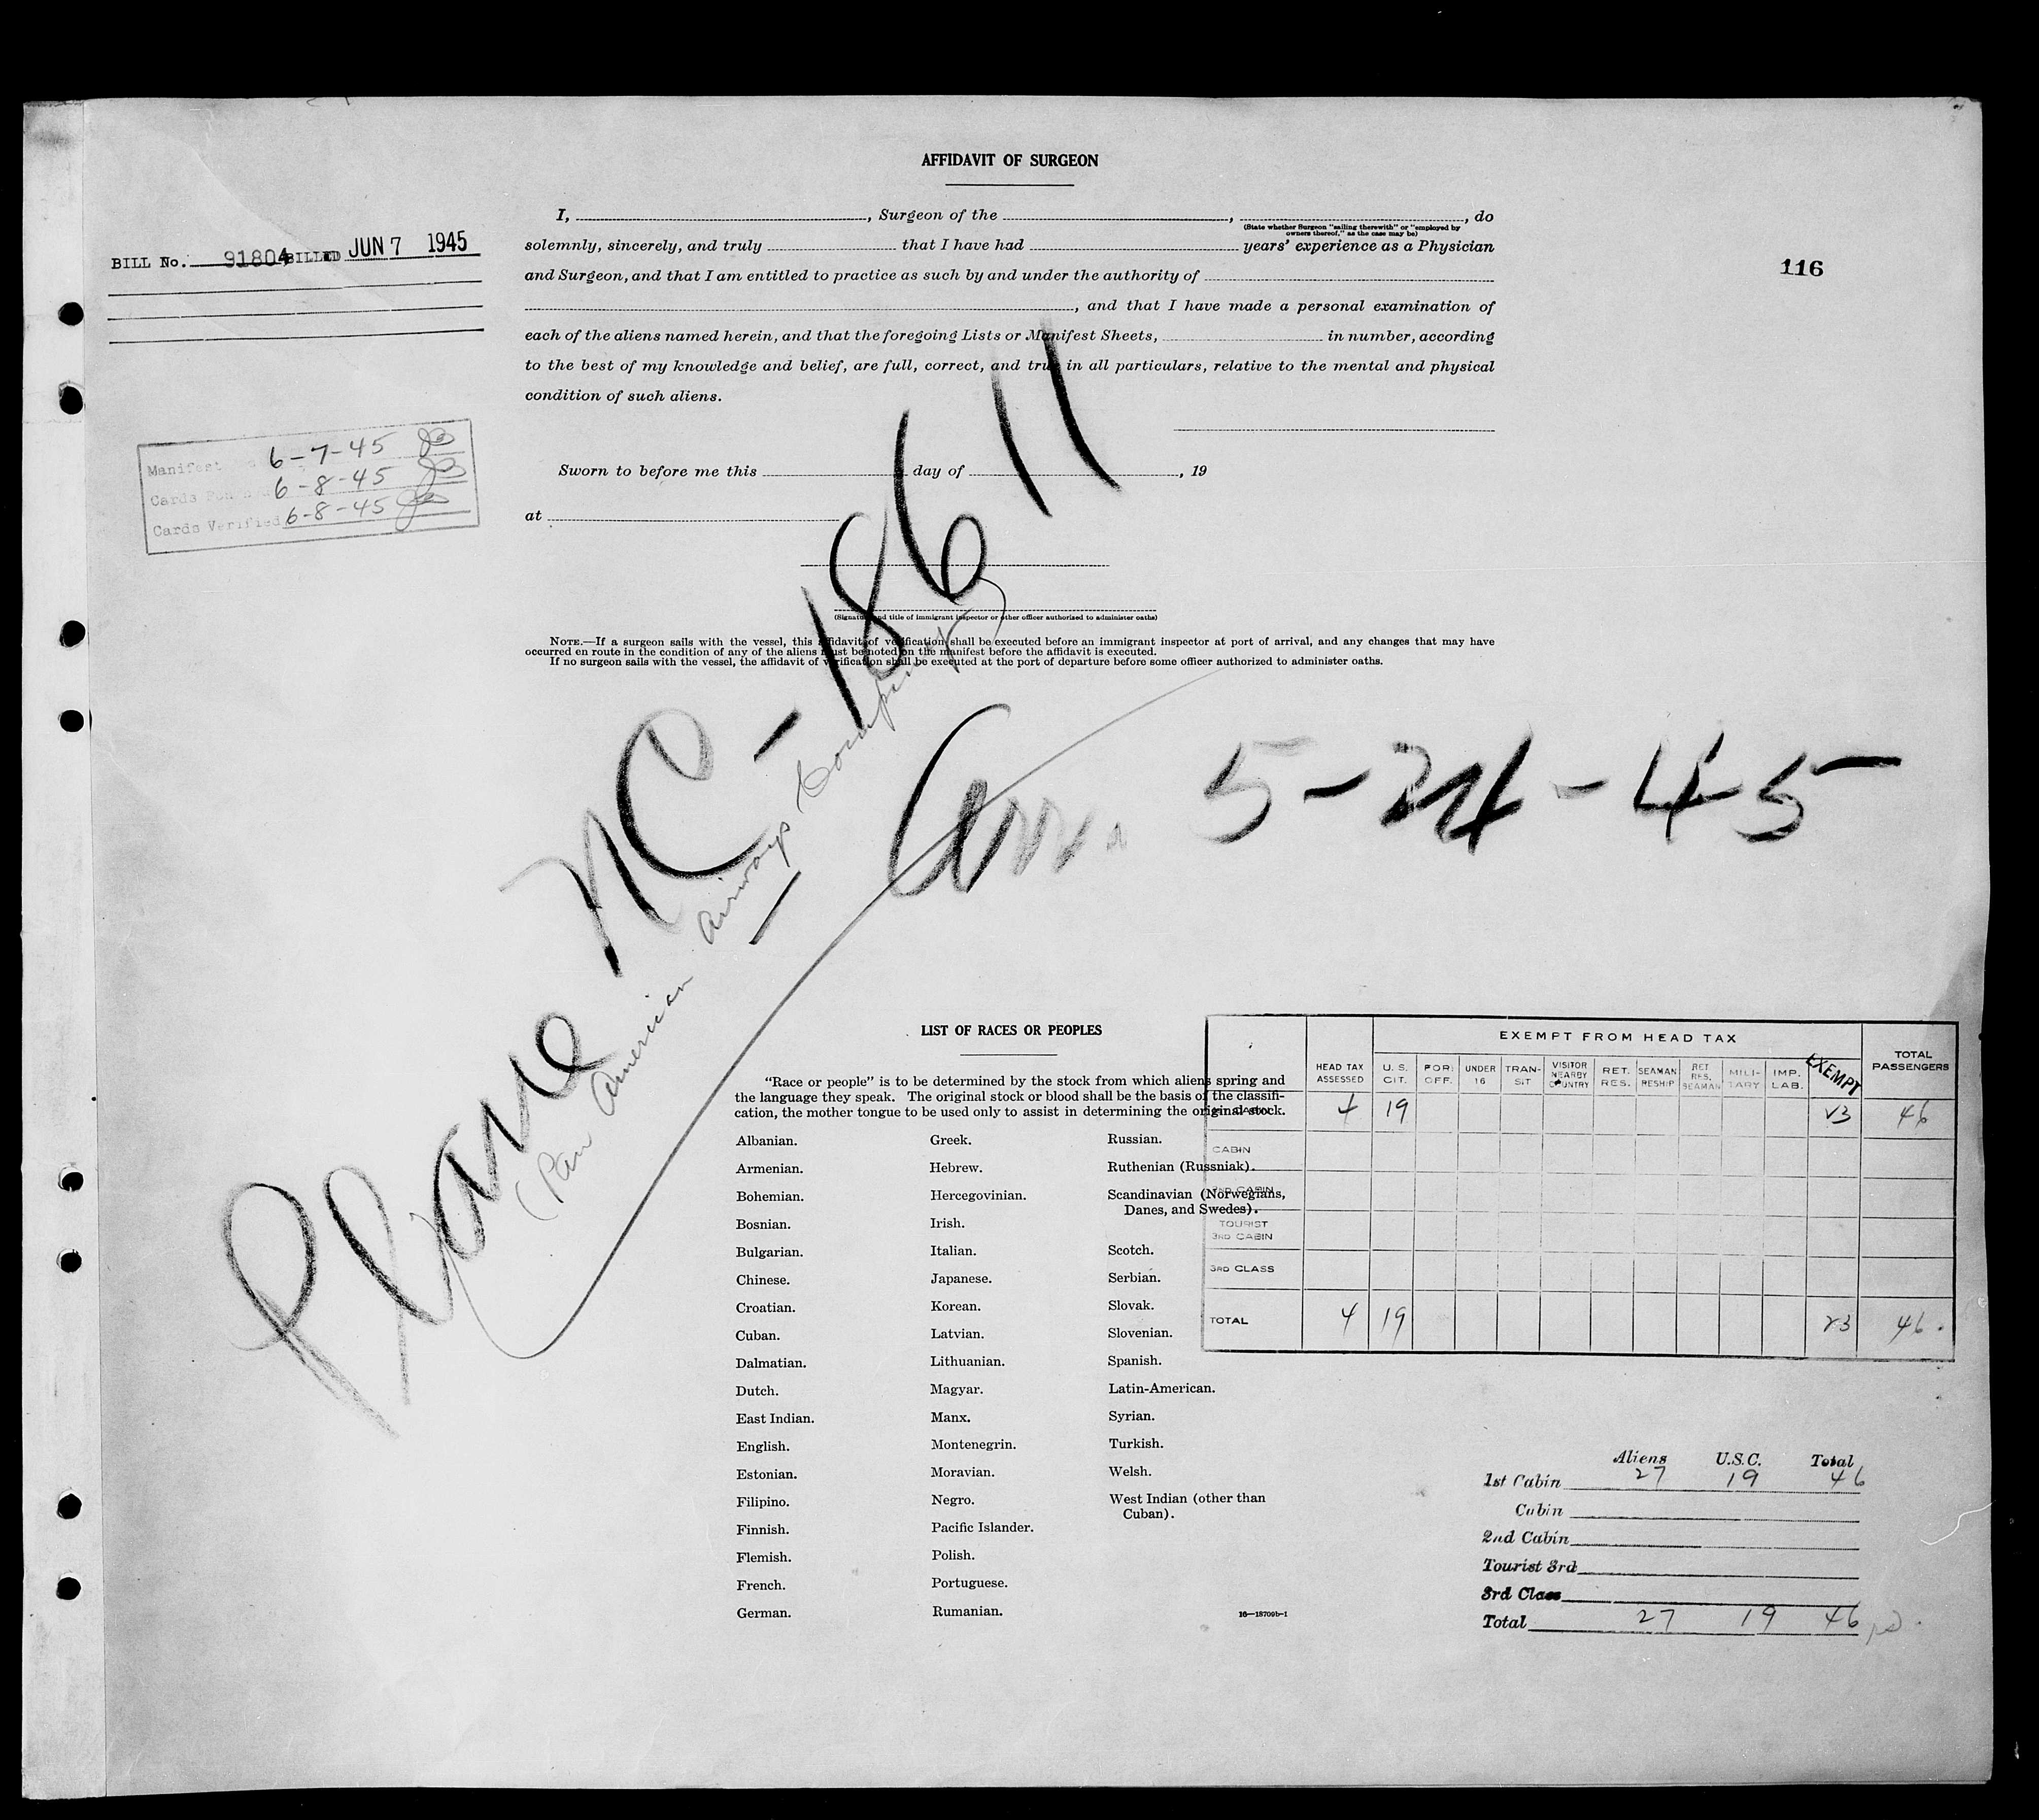 AFFIDAVIT OF SURGEON
I, , Surgeon of the , , do
(State whether Surgeon "sailing therewith" or "employed by
owners thereof," as the case may be)
solemnly, sincerely, and truly that I have had years' experience as a Physician
and Surgeon, and that I am entitled to practice as such by and under the authority of
, and that I have made a personal examination of
each of the aliens named herein, and that the foregoing Lists or Manifest Sheets, in number, according
to the best of my knowledge and belief, are full, correct, and true in all particulars, relative to the mental and physical
condition of such aliens.
Sworn to before me this day of , 19
at
(Signature and title of immigrant inspector or other officer authorized to administer oaths)
NOTE.—If a surgeon sails with the vessel, this affidavit of verification shall be executed before an immigrant inspector at port of arrival, and any changes that may have
occurred en route in the condition of any of the aliens must be noted on the manifest before the affidavit is executed.
If no surgeon sails with the vessel, the affidavit of verification shall be executed at the port of departure before some officer authorized to administer oaths.
BILL No. 91804 BILLED JUN 7 1945
116
Manifest 6-7-45
Cards 6-8-45
Cards Verified 6-8-45
Plane NC-18611
(Pan American Airways Company)
Arr. 5-24-45
LIST OF RACES OR PEOPLES
"Race or people" is to be determined by the stock from which aliens spring and
the language they speak. The original stock or blood shall be the basis of the classifi-
cation, the mother tongue to be used only to assist in determining the original stock.
Albanian.
Armenian.
Bohemian.
Bosnian.
Bulgarian.
Chinese.
Croatian.
Cuban.
Dalmatian.
Dutch.
East Indian.
English.
Estonian.
Filipino.
Finnish.
Flemish.
French.
German.
Greek.
Hebrew.
Hercegovinian.
Irish.
Italian.
Japanese.
Korean.
Latvian.
Lithuanian.
Magyar.
Manx.
Montenegrin.
Moravian.
Negro.
Pacific Islander.
Polish.
Portuguese.
Rumanian.
Russian.
Ruthenian (Russniak).
Scandinavian (Norwegians,
Danes, and Swedes).
Scotch.
Serbian.
Slovak.
Slovenian.
Spanish.
Latin-American.
Syrian.
Turkish.
Welsh.
West Indian (other than
Cuban).
16—18709b-1
EXEMPT FROM HEAD TAX
HEAD TAX ASSESSED U. S. CIT. FOR. OFF. UNDER 16 TRAN-SIT VISITOR NEARBY COUNTRY RET. RES. SEAMAN RESHIP RET. RES. SEAMAN MILI-TARY IMP. LAB. EXEMPT TOTAL PASSENGERS
CABIN 4 19 23 46
CABIN
2ND CABIN
TOURIST
3RD CABIN
3RD CLASS
TOTAL 4 19 23 46.
Aliens U.S.C. Total
1st Cabin 27 19 46
Cabin
2nd Cabin
Tourist 3rd
3rd Class
Total 27 19 46